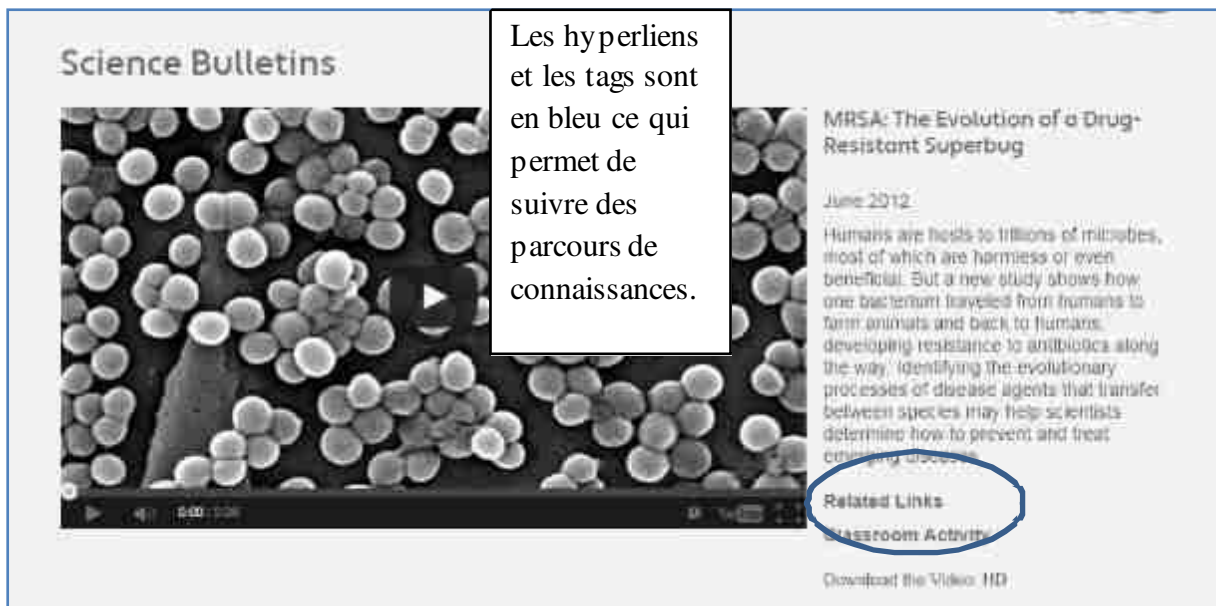 Science Bulletins
Les hyperliens
et les tags sont
en bleu ce qui
permet de
suivre des
parcours de
connaissances.
MRSA: The Evolution of a Drug-
Resistant Superbug
June 2012
Humans are hosts to trillions of microbes,
most of which are harmless or even
beneficial. But a new study shows how
one bacterium traveled from humans to
farm animals and back to humans,
developing resistance to antibiotics along
the way. Identifying the evolutionary
processes of disease agents that transfer
between species may help scientists
determine how to prevent and treat
emerging diseases.
Related Links
Classroom Activity
Download the Video: HD
0:00